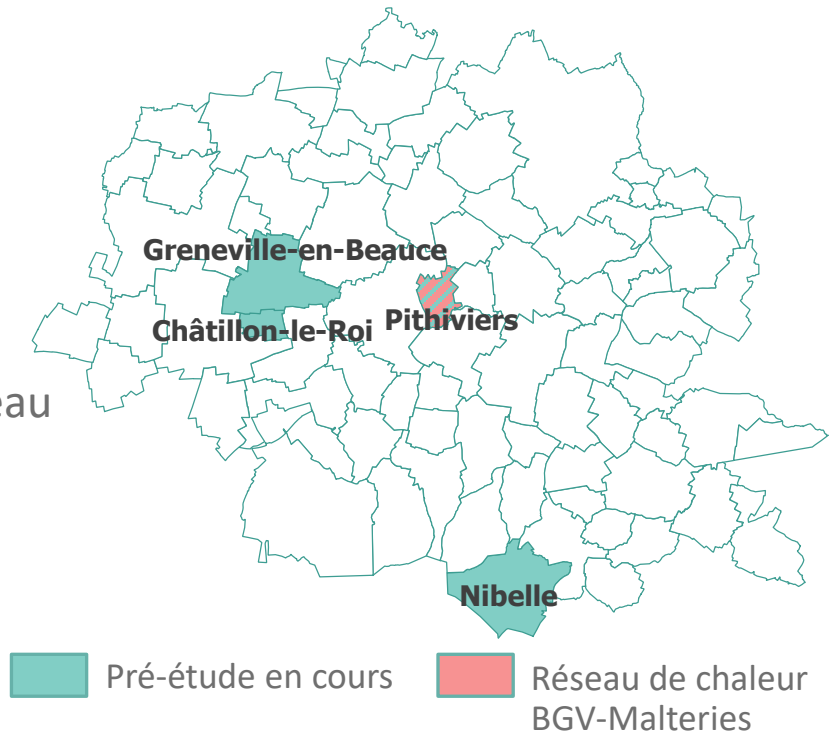 Greneville-en-Beauce
Châtillon-le-Roi
Pithiviers
eau
Nibelle
Pré-étude en cours
Réseau de chaleur
BGV-Malteries